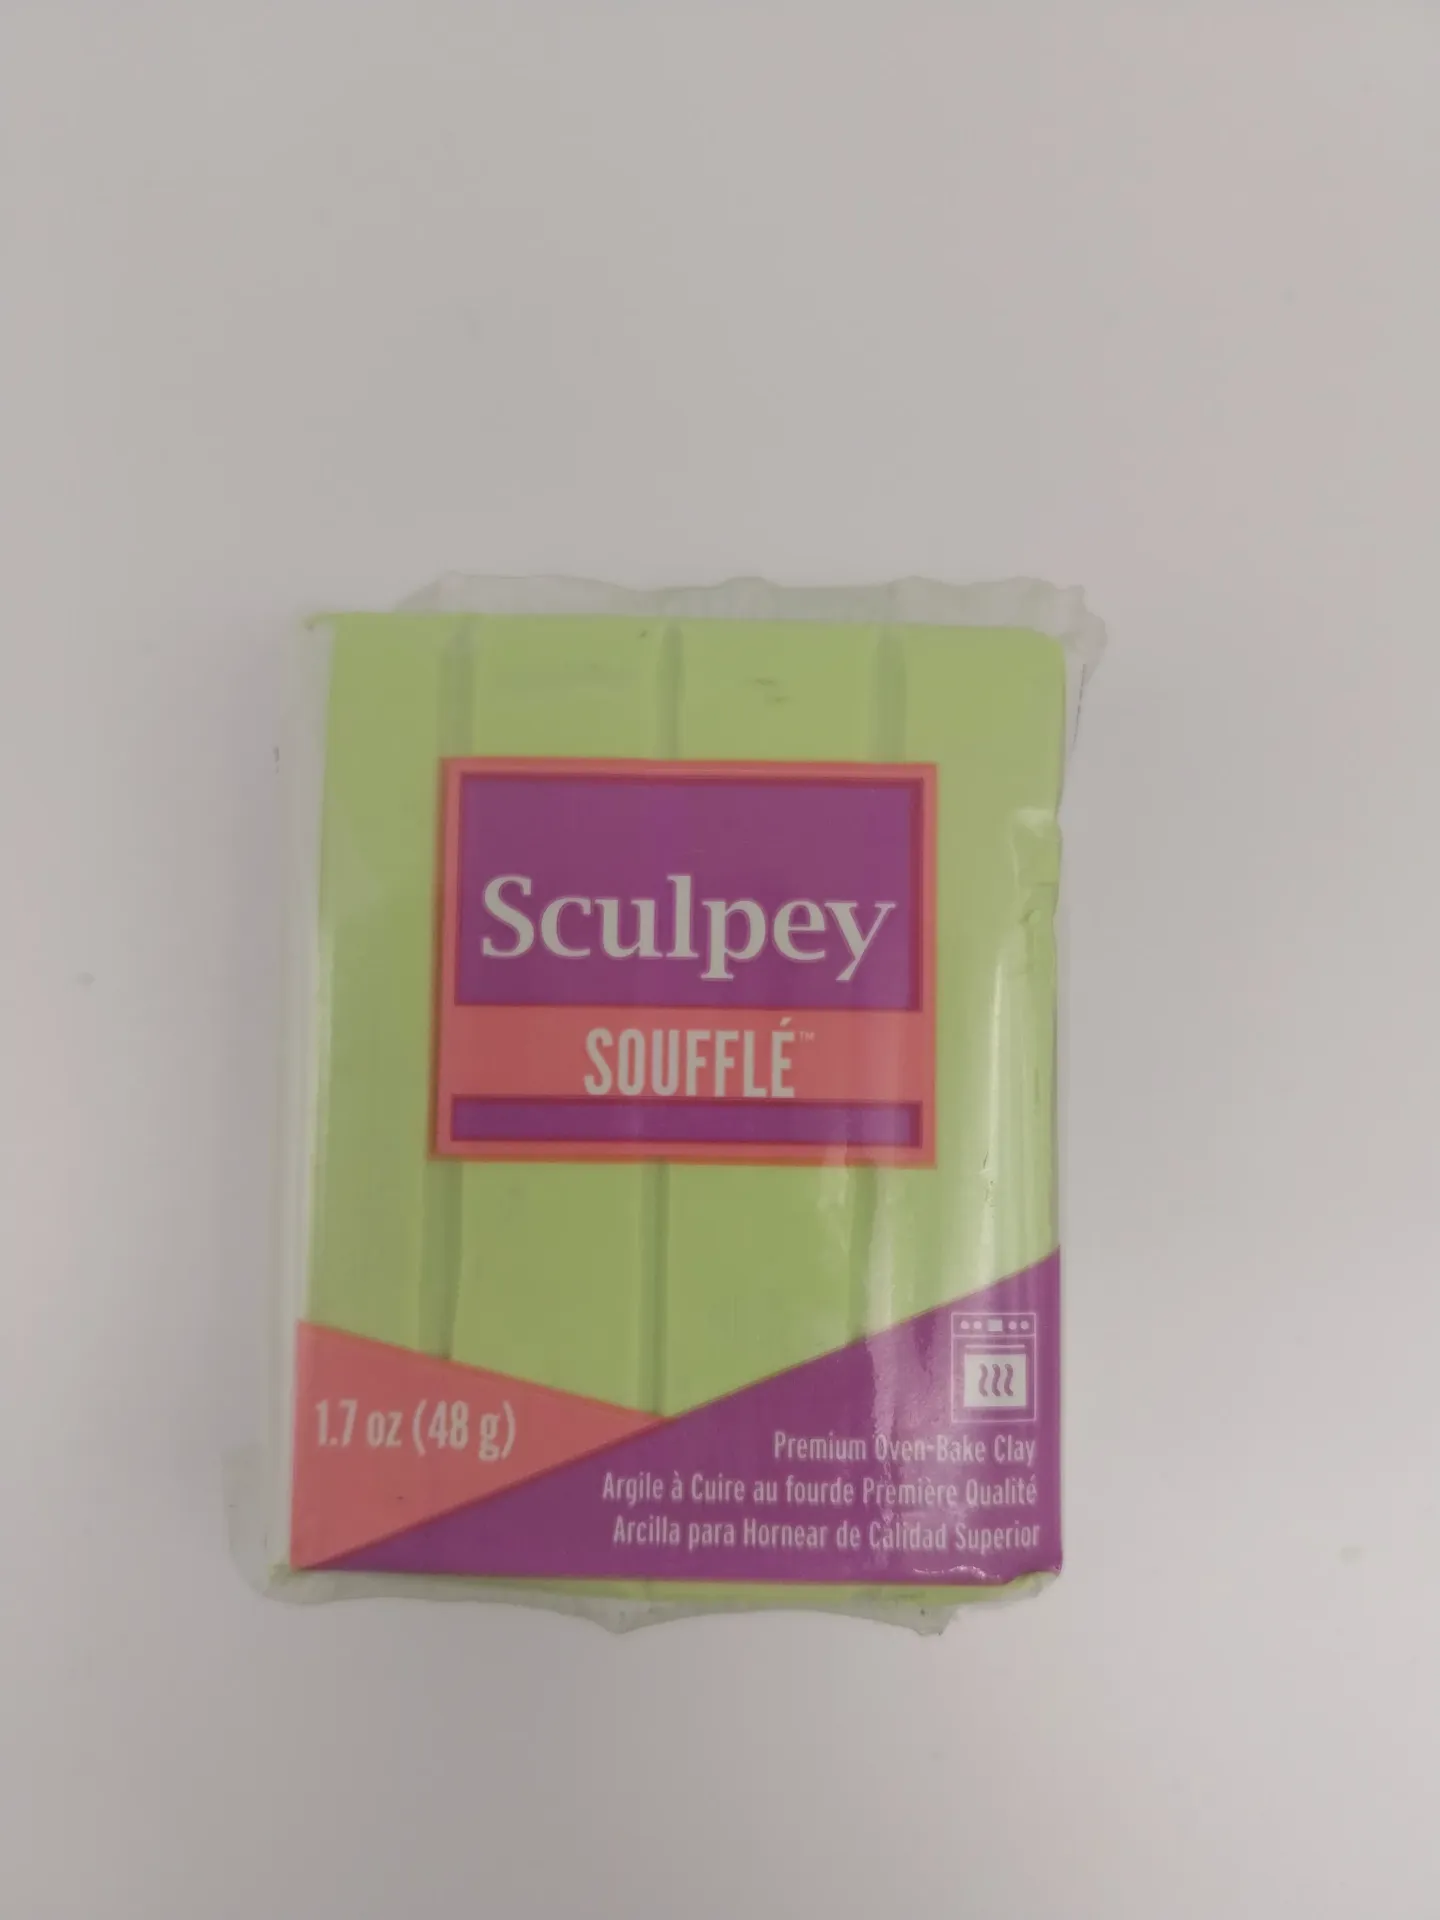 Sculpey
SOUFFLÉ™
1.7 oz (48 g)
Premium Oven-Bake Clay
Argile à Cuire au fourde Première Qualité
Arcilla para Hornear de Calidad Superior